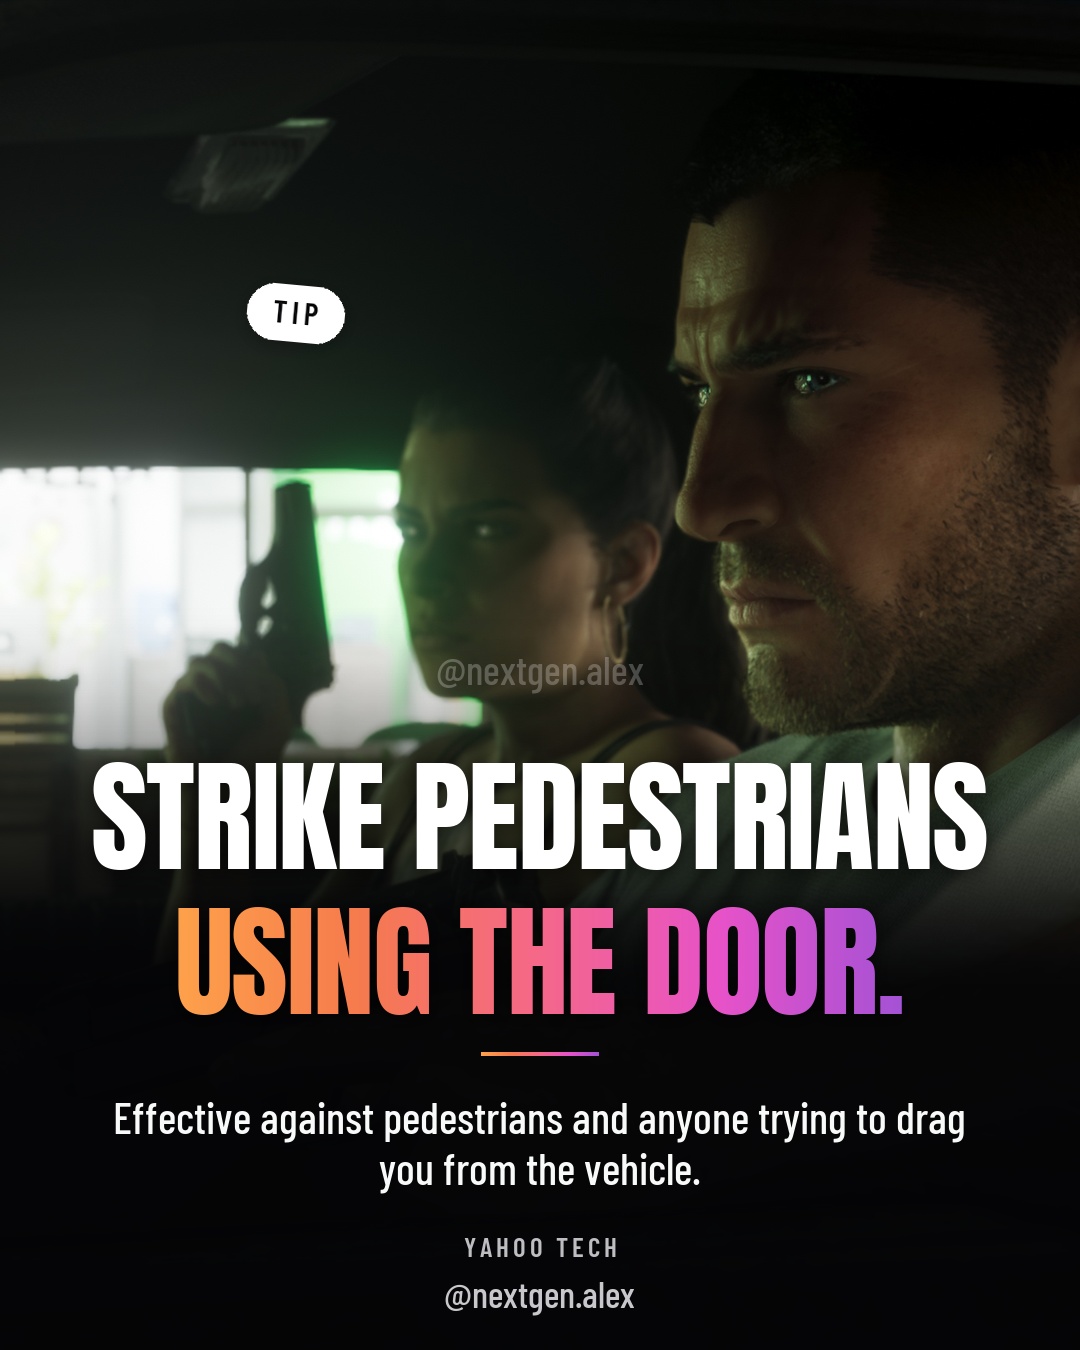 TIP
@nextgen.alex
STRIKE PEDESTRIANS
USING THE DOOR.
Effective against pedestrians and anyone trying to drag
you from the vehicle.
YAHOO TECH
@nextgen.alex